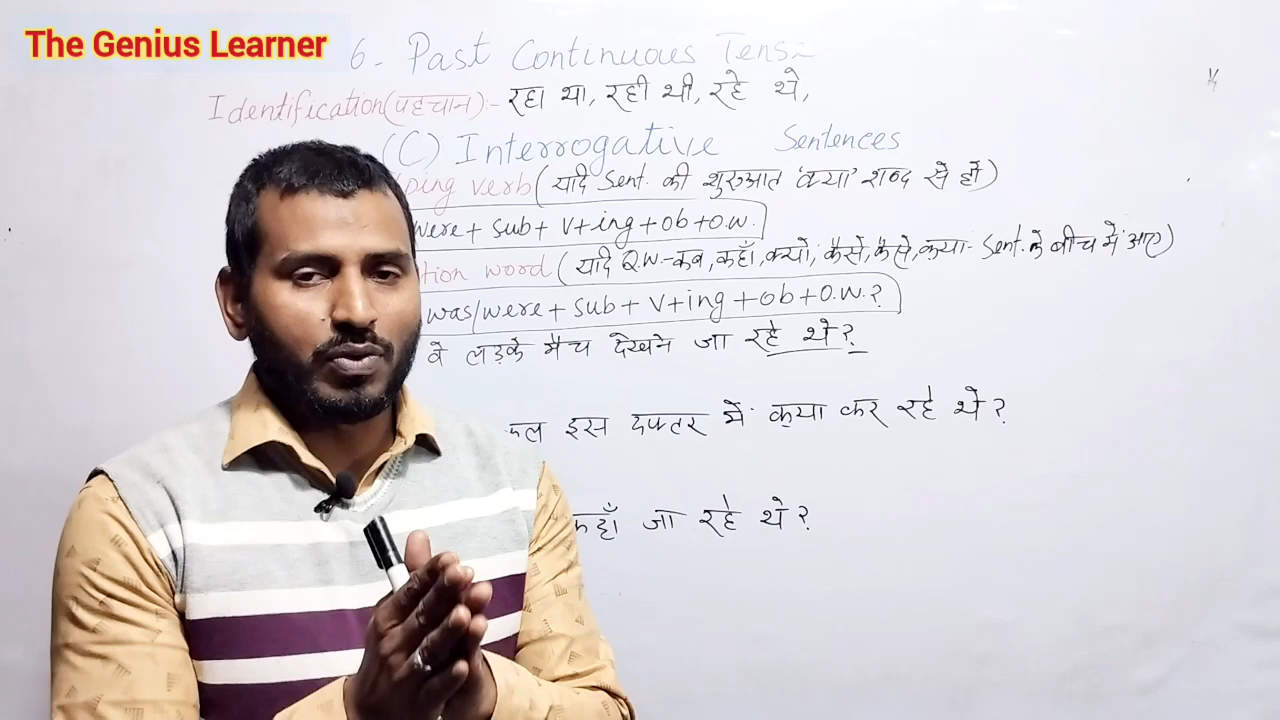 The Genius Learner
6- Past Continuous Tense
Identification(पहचान):- रहा था, रही थी, रहे थे,
(C) Interrogative Sentences
ping verb (यदि Sent. की शुरुआत 'क्या' शब्द से हो)
were + sub + v+ing + ob + o.w.
tion word (यदि Q.W.-कब, कहाँ, क्यों, कैसे, कैसे, क्या- Sent. के बीच में आए)
was/were + sub + v+ing + ob + o.w.?
वे लड़के मैच देखने जा रहे थे?
कल इस दफ्तर में क्या कर रहे थे?
कहाँ जा रहे थे?